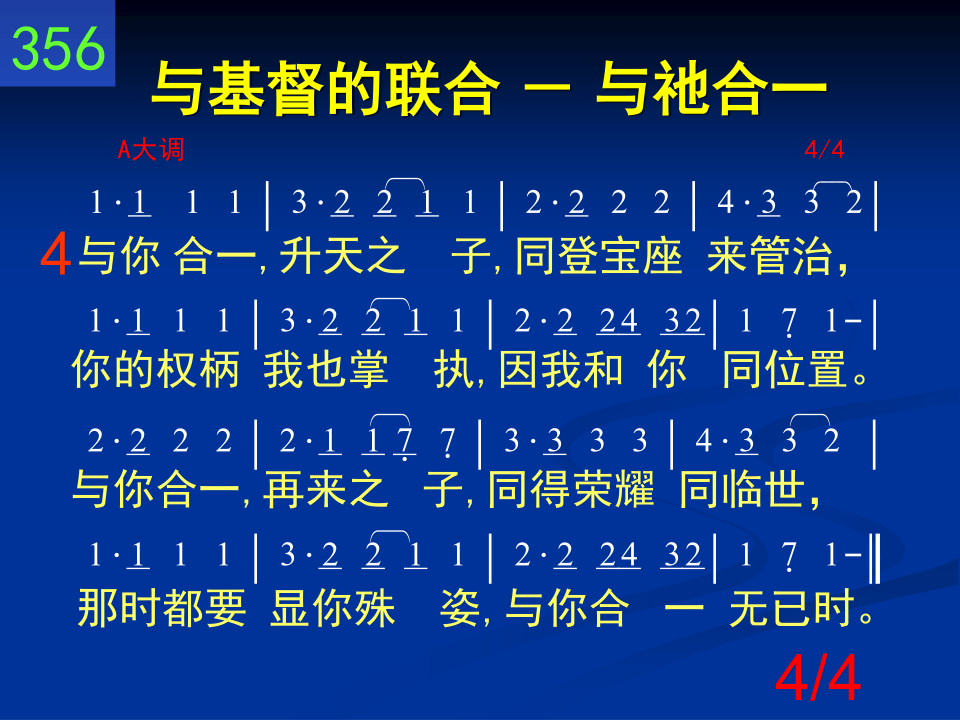 356
与基督的联合 － 与祂合一
A大调 4/4
1·1 1 1 | 3·2 2 1 1 | 2·2 2 2 | 4·3 3 2 |
4 与你 合一,升天之 子,同登宝座 来管治，
1·1 1 1 | 3·2 2 1 1 | 2·2 24 32 | 1 7̣ 1- |
你的权柄 我也掌 执,因我和 你 同位置。
2·2 2 2 | 2·1 1 7̣ 7̣ | 3·3 3 3 | 4·3 3 2 |
与你合一,再来之 子,同得荣耀 同临世，
1·1 1 1 | 3·2 2 1 1 | 2·2 24 32 | 1 7̣ 1- ‖
那时都要 显你殊 姿,与你合 一 无已时。
4/4